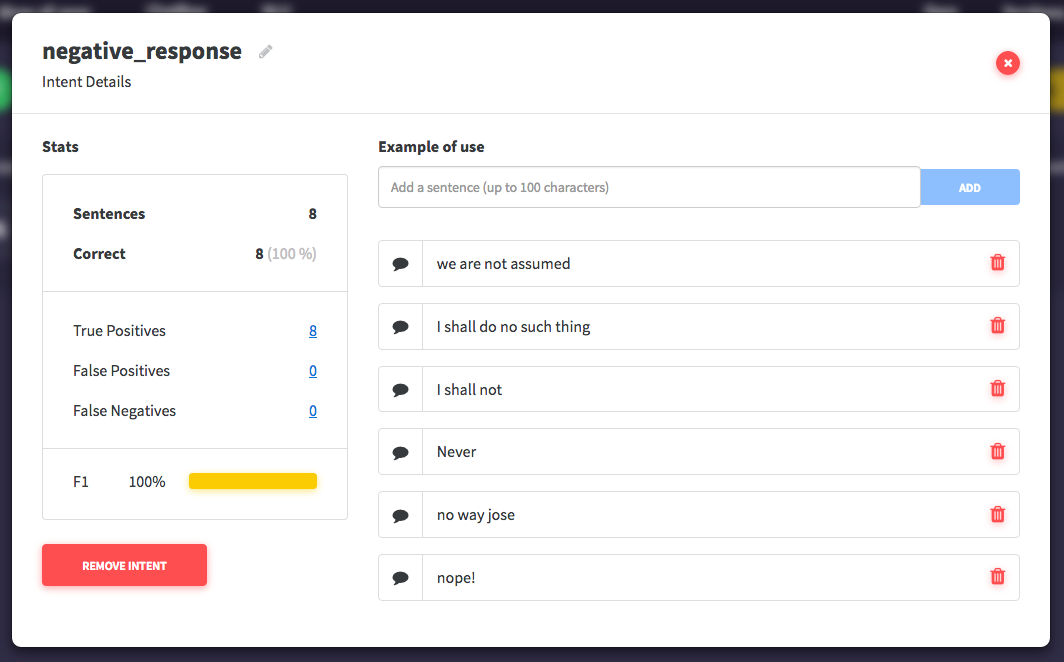 negative_response
Intent Details
Stats
Sentences 8
Correct 8 (100 %)
True Positives 8
False Positives 0
False Negatives 0
F1 100%
REMOVE INTENT
Example of use
Add a sentence (up to 100 characters) ADD
we are not assumed
I shall do no such thing
I shall not
Never
no way jose
nope!